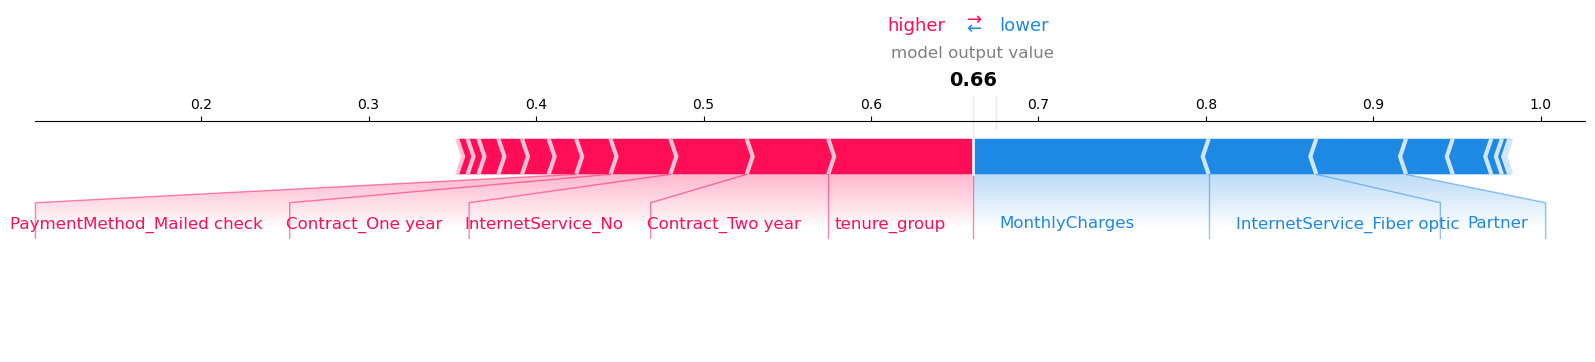 higher ⇄ lower
model output value
0.66
0.2 0.3 0.4 0.5 0.6 0.7 0.8 0.9 1.0
PaymentMethod_Mailed check Contract_One year InternetService_No Contract_Two year tenure_group MonthlyCharges InternetService_Fiber optic Partner